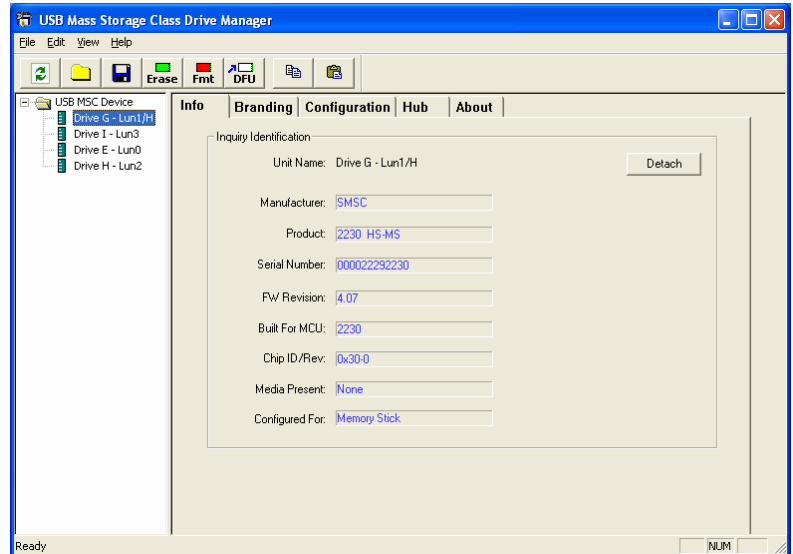 USB Mass Storage Class Drive Manager
File Edit View Help
Erase Fmt DFU
USB MSC Device
Drive G - Lun1/H
Drive I - Lun3
Drive E - Lun0
Drive H - Lun2
Info Branding Configuration Hub About
Inquiry Identification
Unit Name: Drive G - Lun1/H Detach
Manufacturer: SMSC
Product: 2230 HS-MS
Serial Number: 000022292230
FW Revision: 4.07
Built For MCU: 2230
Chip ID/Rev: 0x30-0
Media Present: None
Configured For: Memory Stick
Ready NUM